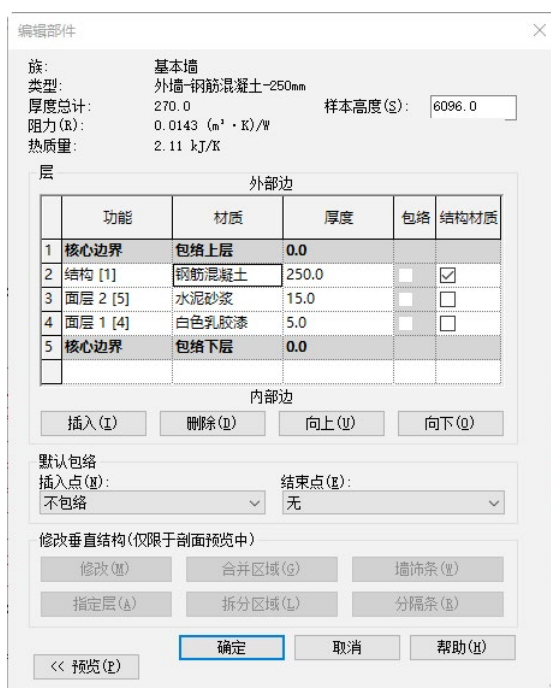 编辑部件
族: 基本墙
类型: 外墙-钢筋混凝土-250mm
厚度总计: 270.0 样本高度(S): 6096.0
阻力(R): 0.0143 (m²·K)/W
热质量: 2.11 kJ/K
层
外部边
功能 材质 厚度 包络 结构材质
1 核心边界 包络上层 0.0
2 结构 [1] 钢筋混凝土 250.0
3 面层 2 [5] 水泥砂浆 15.0
4 面层 1 [4] 白色乳胶漆 5.0
5 核心边界 包络下层 0.0
内部边
插入(I) 删除(D) 向上(U) 向下(O)
默认包络
插入点(N): 结束点(E):
不包络 无
修改垂直结构(仅限于剖面预览中)
修改(M) 合并区域(G) 墙饰条(W)
指定层(A) 拆分区域(L) 分隔条(R)
确定 取消 帮助(H)
<< 预览(P)